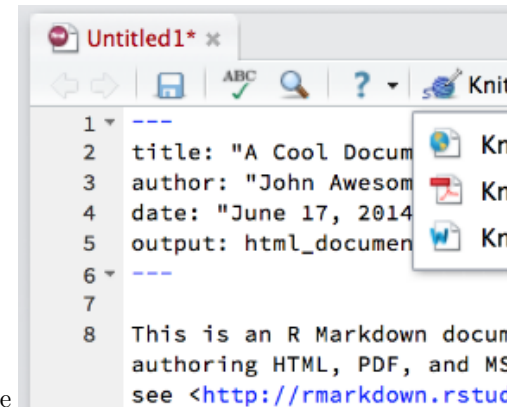 Untitled1*
ABC ? Knit
1 ---
2 title: "A Cool Docum
3 author: "John Awesom
4 date: "June 17, 2014
5 output: html_documen
6 ---
7
8 This is an R Markdown docum
authoring HTML, PDF, and MS
e see <http://rmarkdown.rstud
Kn
Kn
W Kn